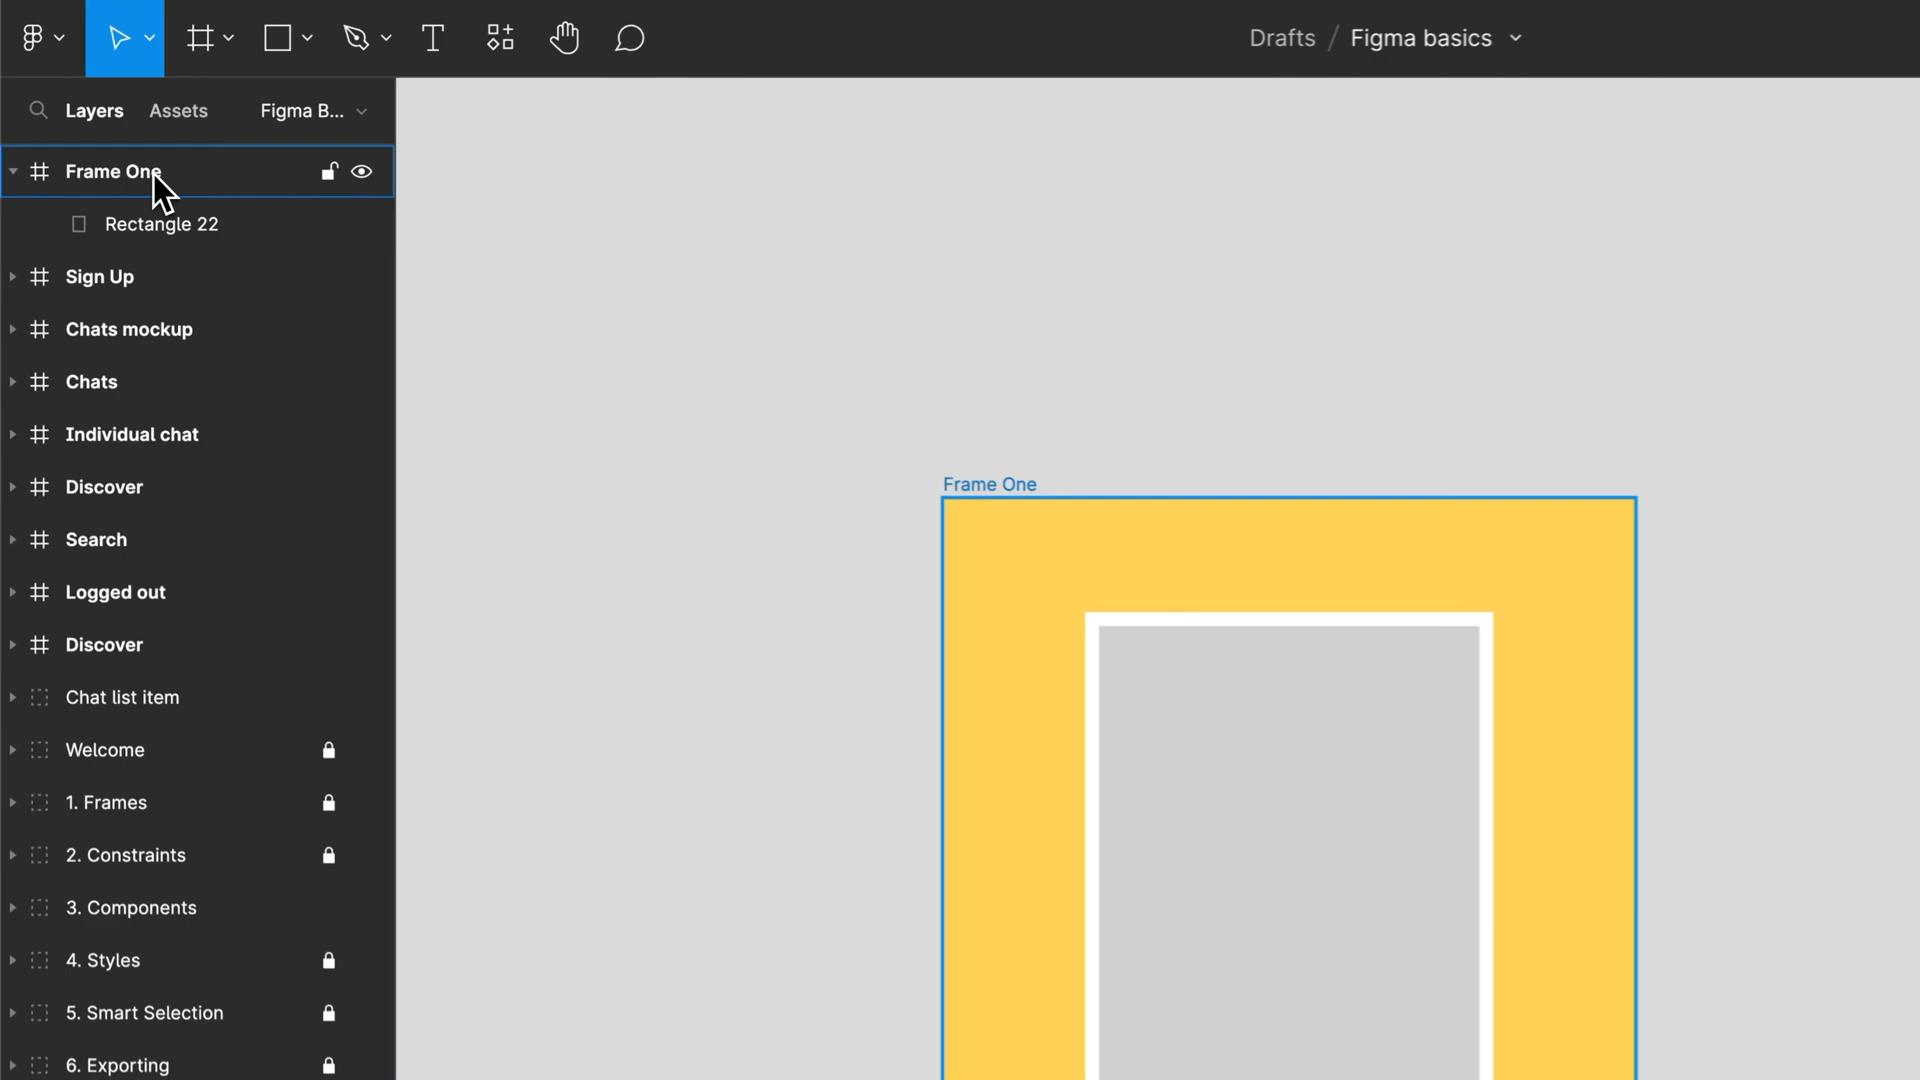 Drafts / Figma basics
Layers Assets Figma B...
Frame One
Rectangle 22
Sign Up
Chats mockup
Chats
Individual chat
Discover
Search
Logged out
Discover
Chat list item
Welcome
1. Frames
2. Constraints
3. Components
4. Styles
5. Smart Selection
6. Exporting
Frame One